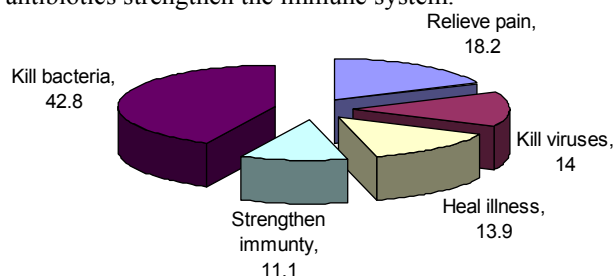 antibiotics strengthen the immune system.
Relieve pain,
18.2
Kill bacteria,
42.8
Kill viruses,
14
Heal illness,
13.9
Strengthen
immunty,
11.1